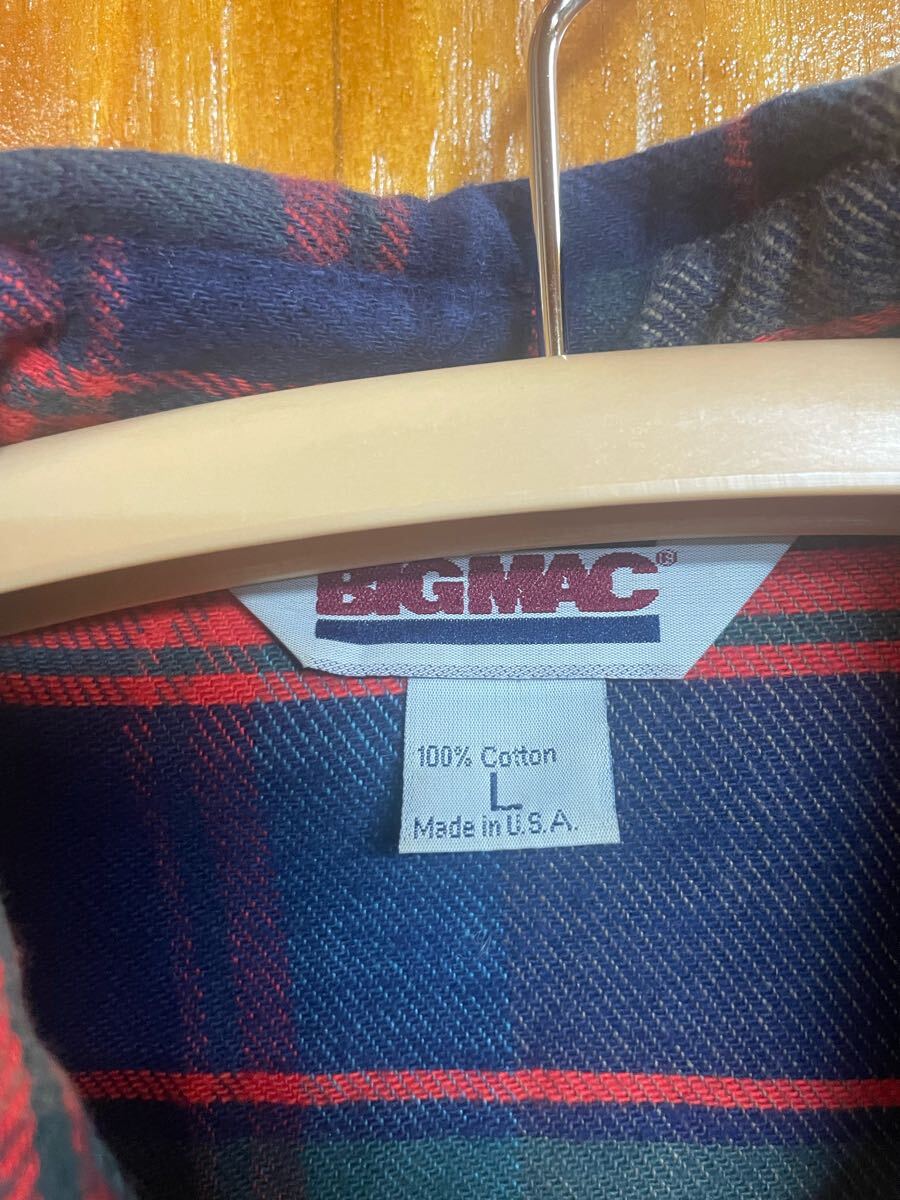 BIGMAC®
100% Cotton
L
Made in U.S.A.